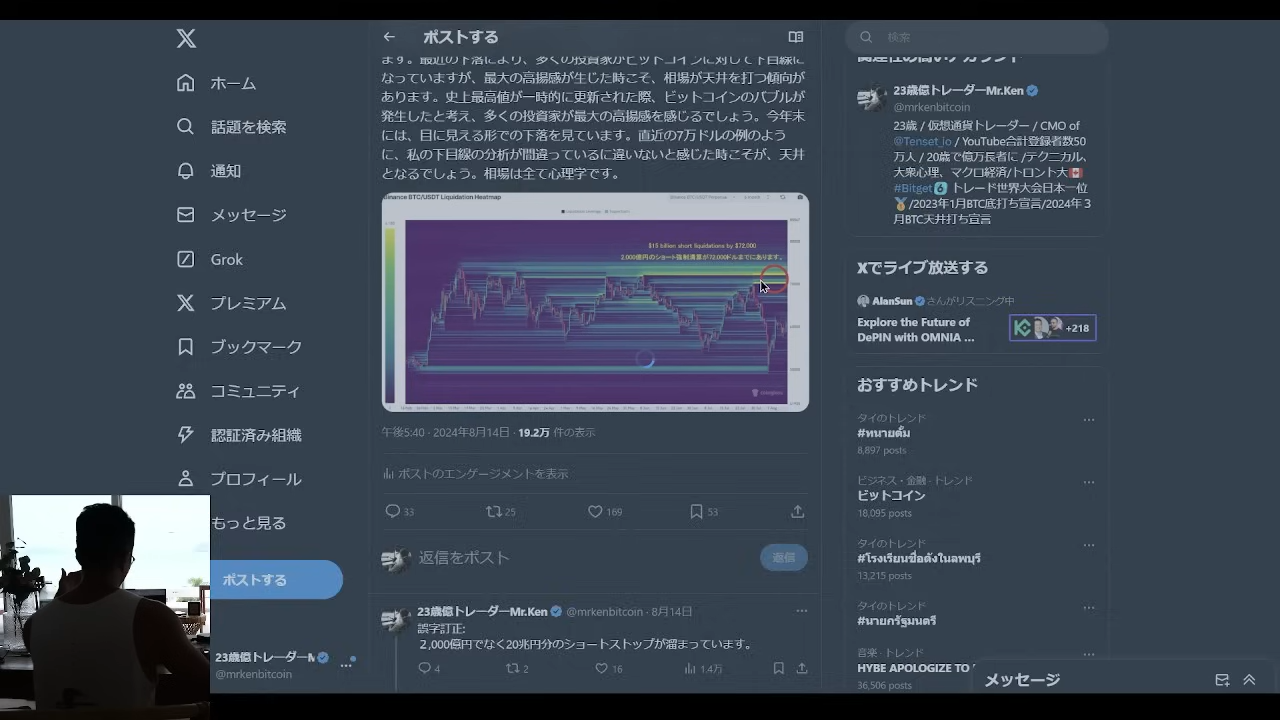 ホーム
話題を検索
通知
メッセージ
Grok
プレミアム
ブックマーク
コミュニティ
認証済み組織
プロフィール
もっと見る
ポストする
23歳億トレーダーM
@mrkenbitcoin
ポストする
ます。最近の下落により、多くの投資家がビットコインに対して下目線に
なっていますが、最大の高揚感が生じた時こそ、相場が天井を打つ傾向が
あります。史上最高値が一時的に更新された際、ビットコインのバブルが
発生したと考え、多くの投資家が最大の高揚感を感じるでしょう。今年末
には、目に見える形での下落を見ています。直近の7万ドルの例のよう
に、私の下目線の分析が間違っているに違いないと感じた時こそが、天井
となるでしょう。相場は全て心理学です。
Binance BTC/USDT Liquidation Heatmap
$15 billion short liquidations by $72,000
2,000億円のショート強制清算が72,000ドルまでにあります。
午後5:40 · 2024年8月14日 · 19.2万 件の表示
ポストのエンゲージメントを表示
33
25
169
53
返信をポスト
返信
23歳億トレーダーMr.Ken @mrkenbitcoin · 8月14日
誤字訂正:
２,000億円でなく20兆円分のショートストップが溜まっています。
4
2
16
1.4万
検索
関連性の高いアカウント
23歳億トレーダーMr.Ken
@mrkenbitcoin
23歳 / 仮想通貨トレーダー / CMO of
@Tenset_io / YouTube合計登録者数50
万人 / 20歳で億万長者に /テクニカル、
大衆心理、マクロ経済/トロント大🇨🇦
#Bitget トレード世界大会日本一位
🥇/2023年1月BTC底打ち宣言/2024年3
月BTC天井打ち宣言
Xでライブ放送する
AlanSun さんがリスニング中
Explore the Future of
DePIN with OMNIA ...
+218
おすすめトレンド
タイのトレンド
#ทนายตั้ม
8,897 posts
ビジネス・金融 · トレンド
ビットコイン
18,095 posts
タイのトレンド
#โรงเรียนชื่อดังในลพบุรี
13,215 posts
タイのトレンド
#นายกรัฐมนตรี
音楽 · トレンド
HYBE APOLOGIZE TO
36,506 posts
メッセージ